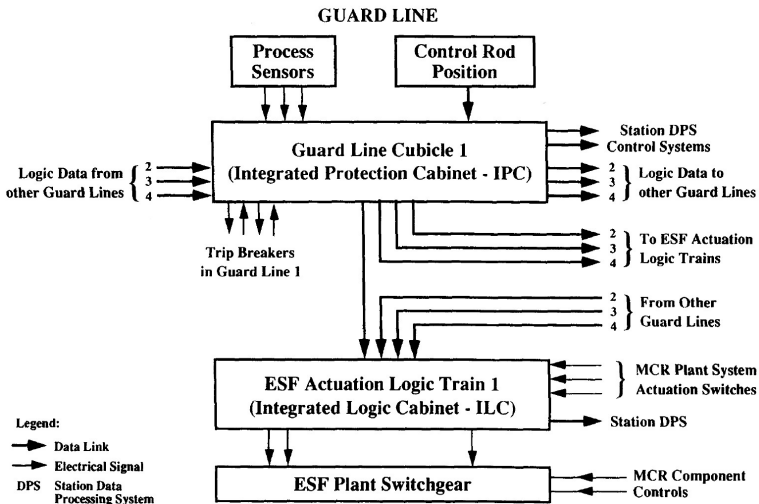 GUARD LINE
Process
Sensors
Control Rod
Position
Guard Line Cubicle 1
(Integrated Protection Cabinet - IPC)
Station DPS
Control Systems
Logic Data from
other Guard Lines
2
3
4
2
3
4
Logic Data to
other Guard Lines
Trip Breakers
in Guard Line 1
2
3
4
To ESF Actuation
Logic Trains
2
3
4
From Other
Guard Lines
ESF Actuation Logic Train 1
(Integrated Logic Cabinet - ILC)
MCR Plant System
Actuation Switches
Station DPS
Legend:
Data Link
Electrical Signal
DPS Station Data
Processing System
ESF Plant Switchgear
MCR Component
Controls